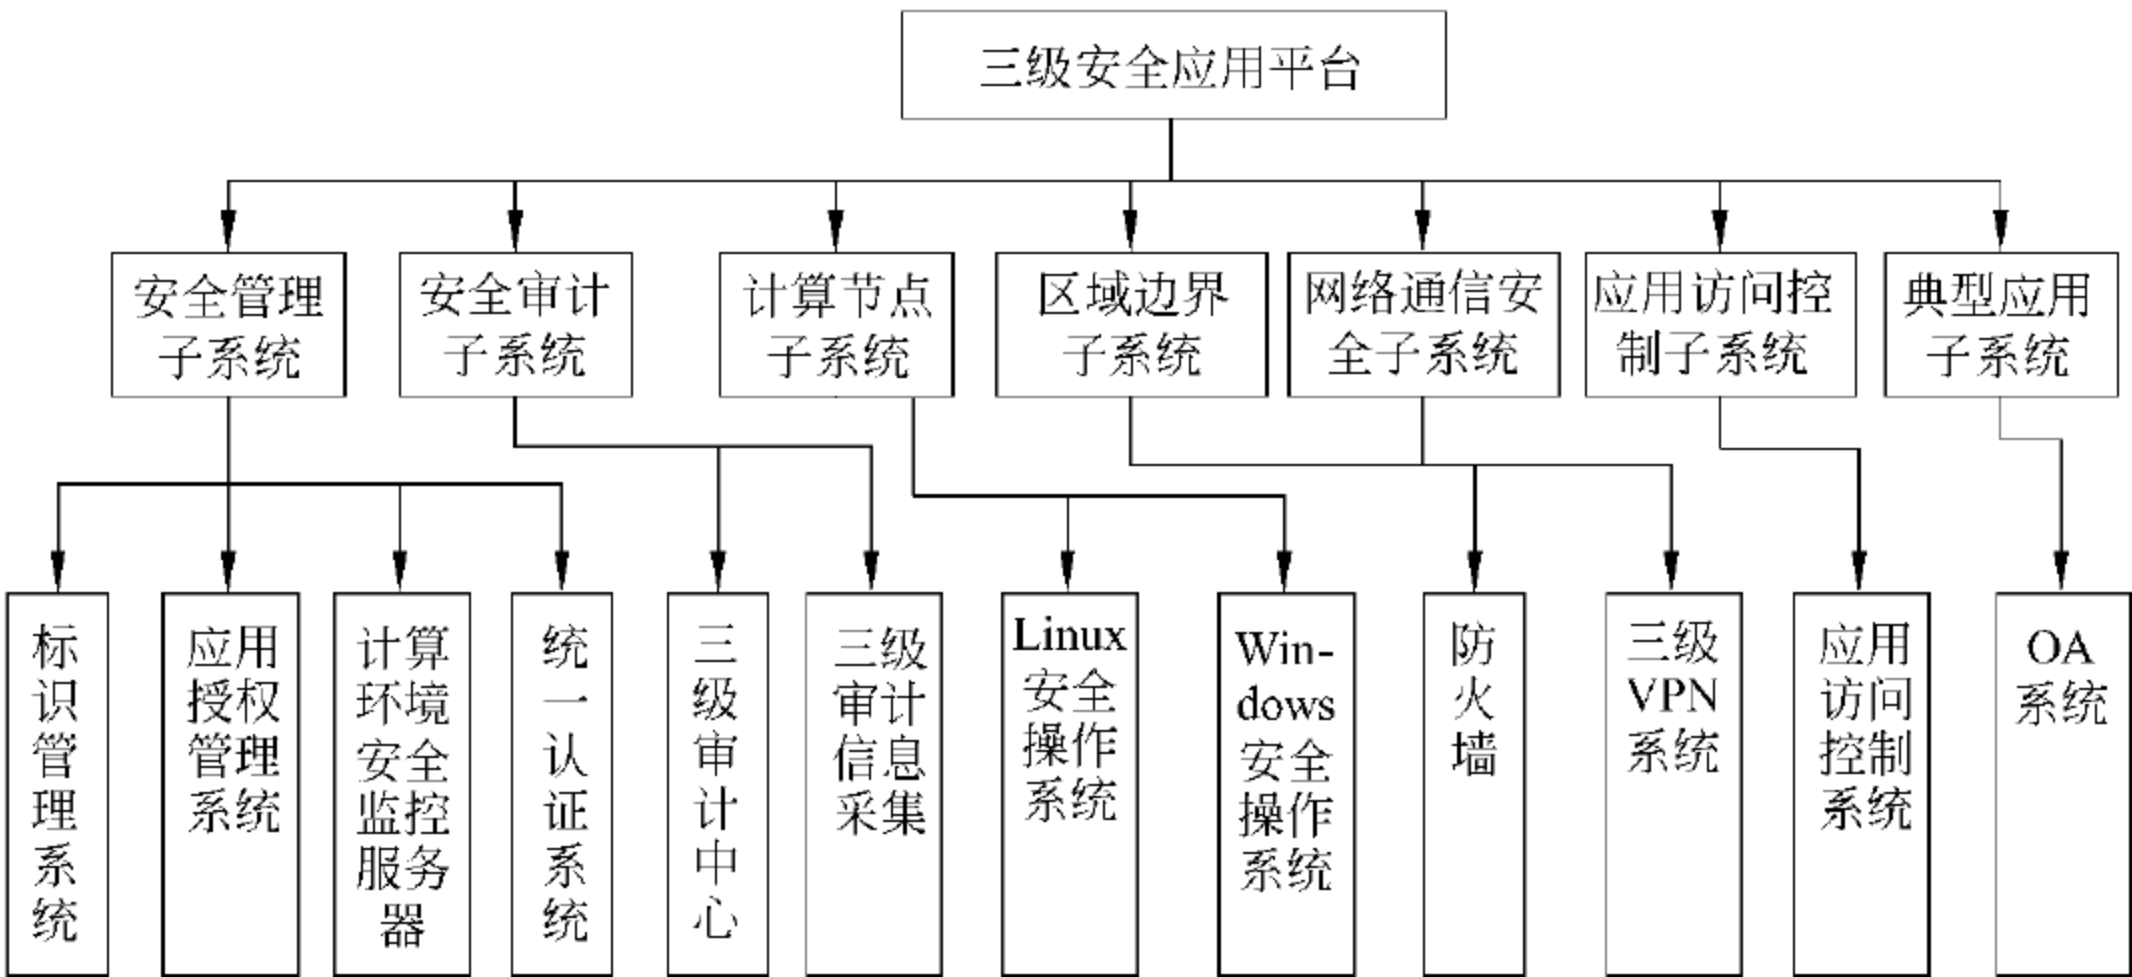 三级安全应用平台
安全管理
子系统
安全审计
子系统
计算节点
子系统
区域边界
子系统
网络通信安
全子系统
应用访问控
制子系统
典型应用
子系统
标
识
管
理
系
统
应用
授权
管理
系统
计算
环境
安全
监控
服务
器
统
一
认
证
系
统
三
级
审
计
中
心
三级
审计
信息
采集
Linux
安全
操作
系统
Win-
dows
安全
操作
系统
防
火
墙
三级
VPN
系统
应用
访问
控制
系统
OA
系统